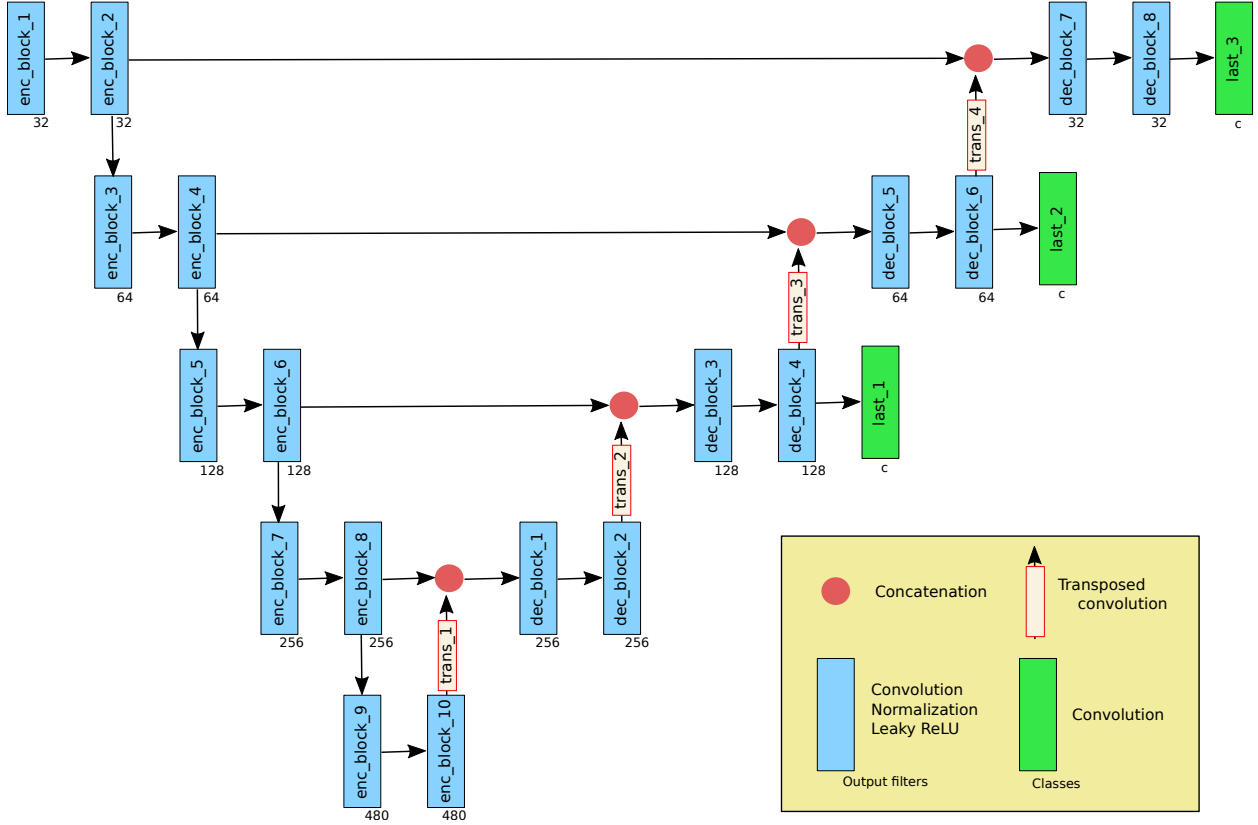 enc_block_1
32
enc_block_2
32
trans_4
dec_block_7
32
dec_block_8
32
last_3
c
enc_block_3
64
enc_block_4
64
trans_3
dec_block_5
64
dec_block_6
64
last_2
c
enc_block_5
128
enc_block_6
128
trans_2
dec_block_3
128
dec_block_4
128
last_1
c
enc_block_7
256
enc_block_8
256
trans_1
dec_block_1
256
dec_block_2
256
enc_block_9
480
enc_block_10
480
Concatenation
Transposed
convolution
Convolution
Normalization
Leaky ReLU
Output filters
Convolution
Classes